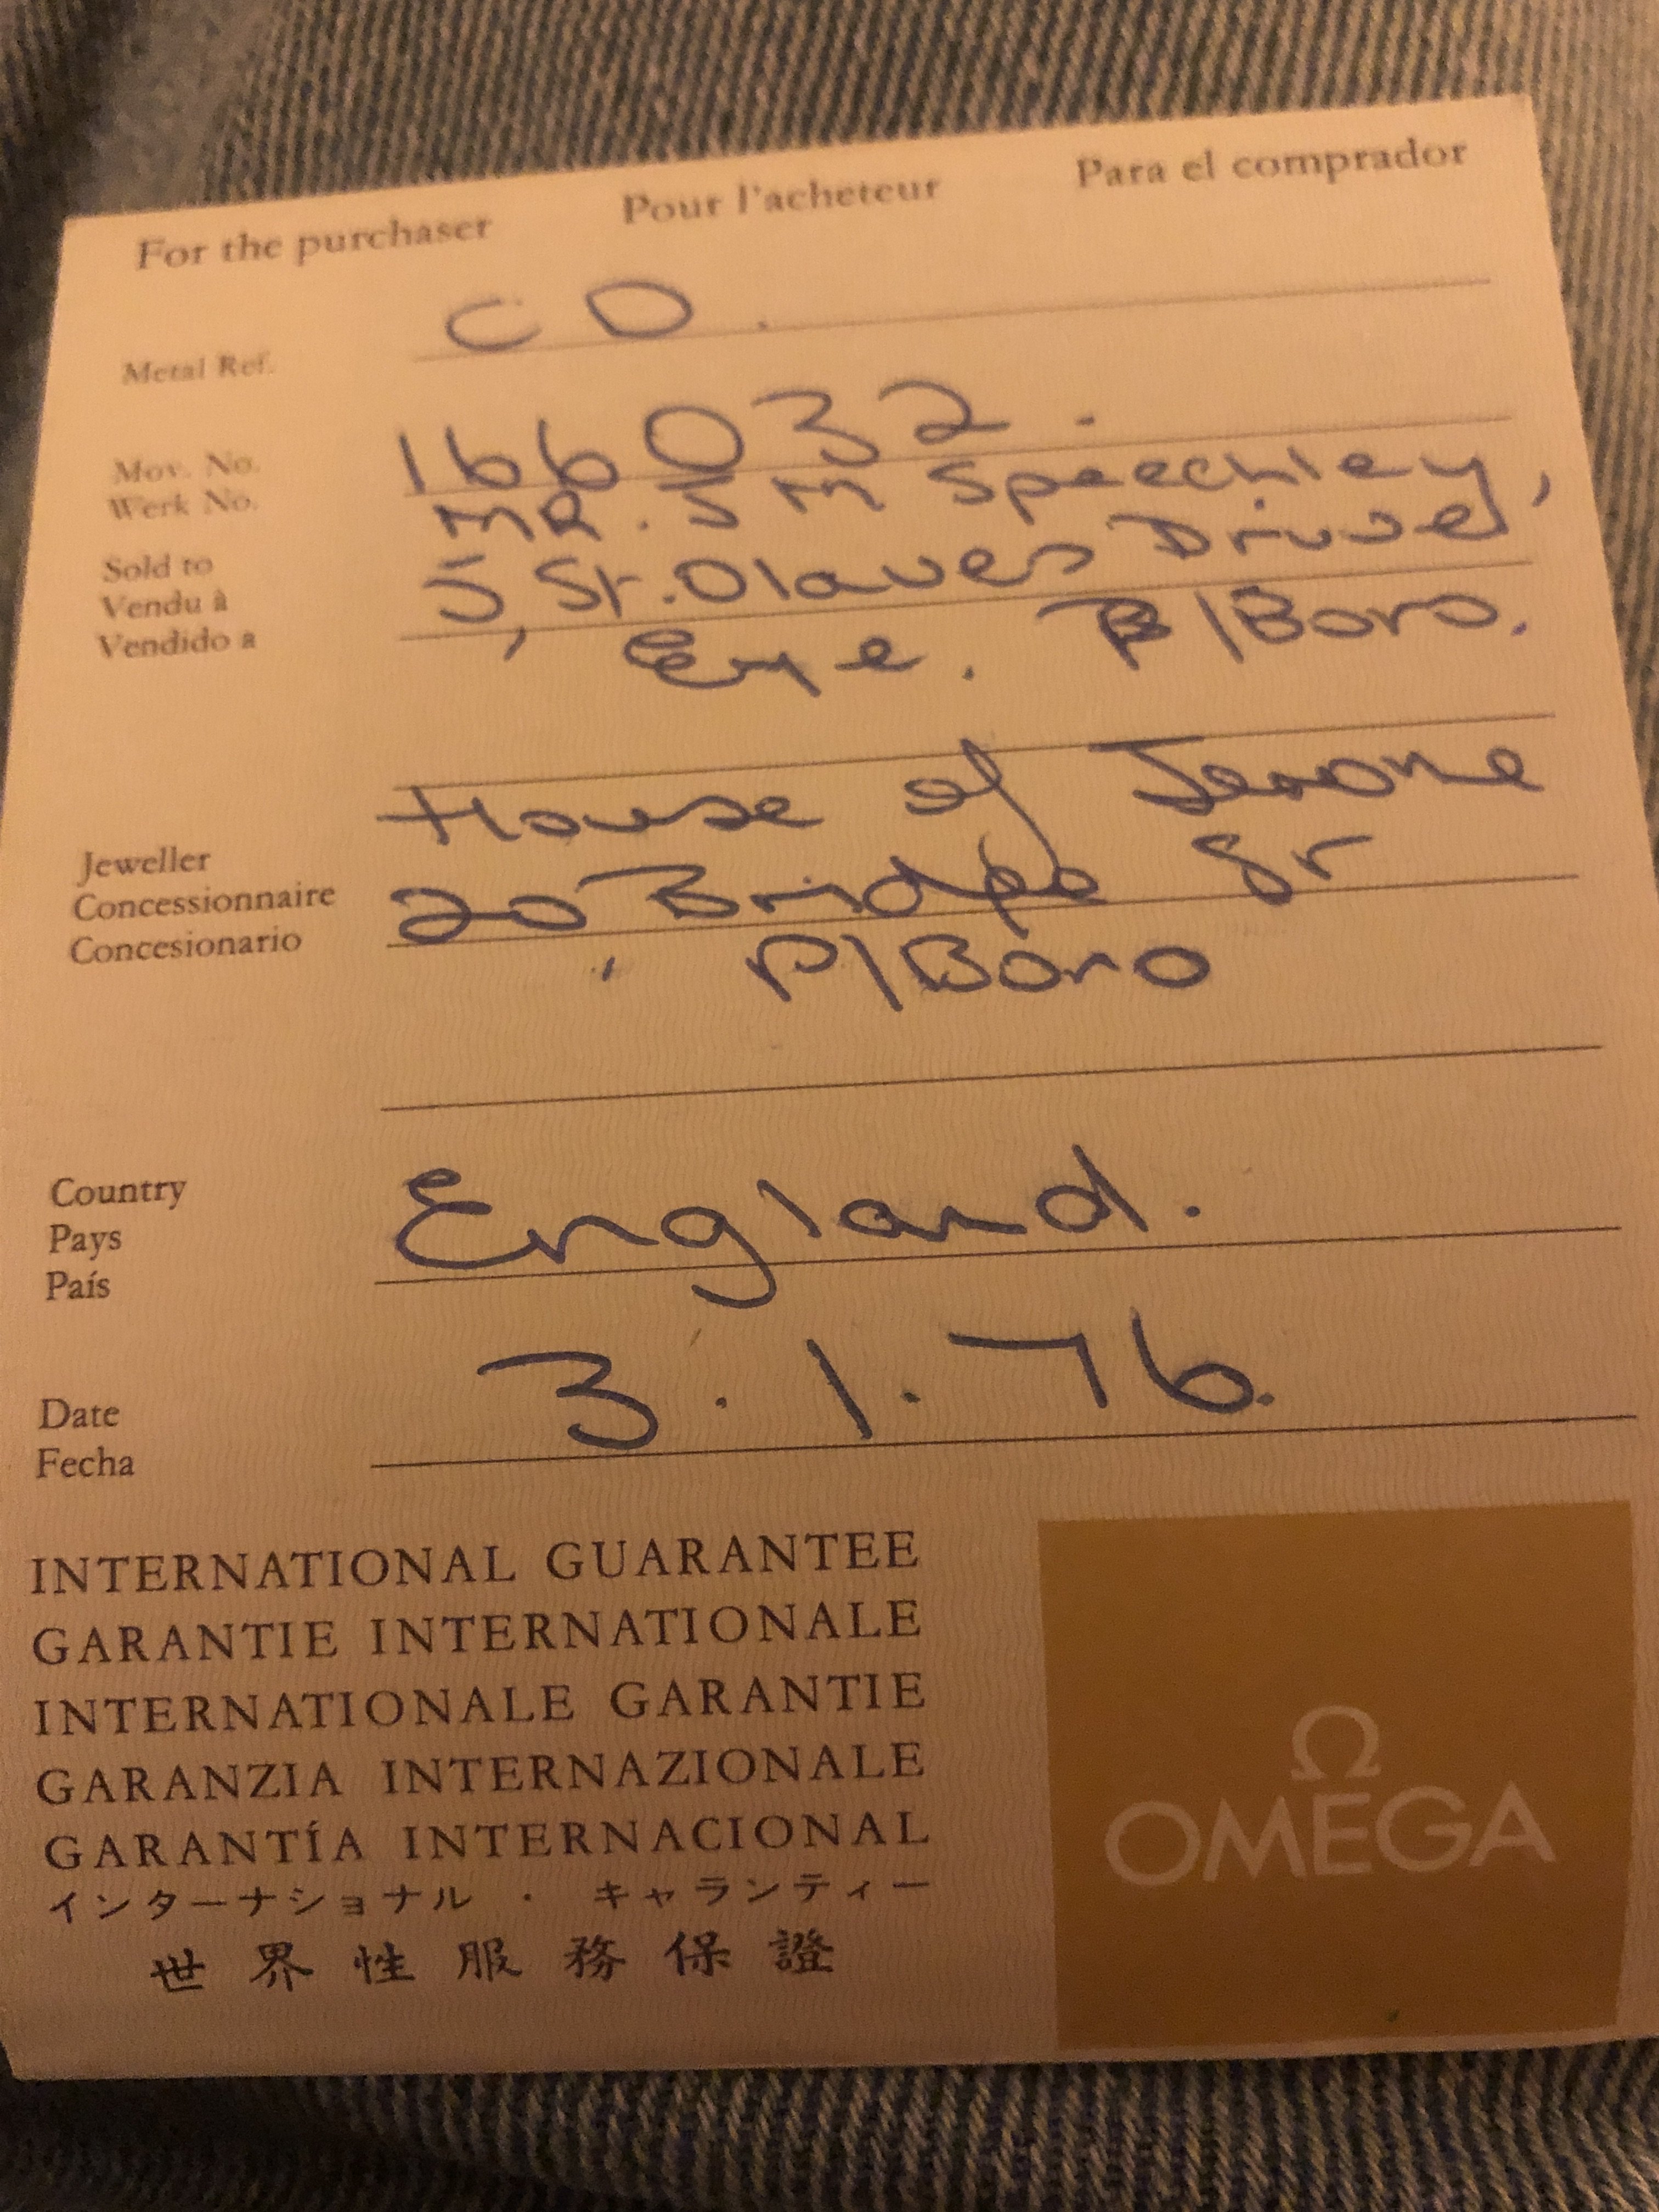 For the purchaser Pour l'acheteur Para el comprador
Metal Ref. CD.
Mov. No. 166032.
Werk No. MR. J M Speechley,
Sold to
Vendu à 5, St. Olaves Drive,
Vendido a Eye. P/Boro.
House of Jerome
Jeweller
Concessionnaire 20 Bridge St
Concesionario P/Boro
Country England.
Pays
País
Date 3.1.76.
Fecha
INTERNATIONAL GUARANTEE
GARANTIE INTERNATIONALE
INTERNATIONALE GARANTIE
GARANZIA INTERNAZIONALE
GARANTÍA INTERNACIONAL
インターナショナル・キャランティー
世界性服務保證
Ω
OMEGA